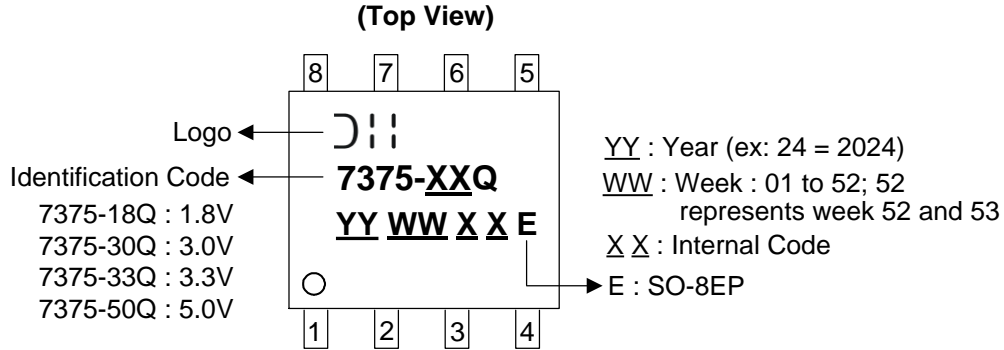 (Top View)
8 7 6 5
Logo
Identification Code
7375-18Q : 1.8V
7375-30Q : 3.0V
7375-33Q : 3.3V
7375-50Q : 5.0V
7375-XXQ
YY WW X X E
YY : Year (ex: 24 = 2024)
WW : Week : 01 to 52; 52
represents week 52 and 53
X X : Internal Code
E : SO-8EP
1 2 3 4